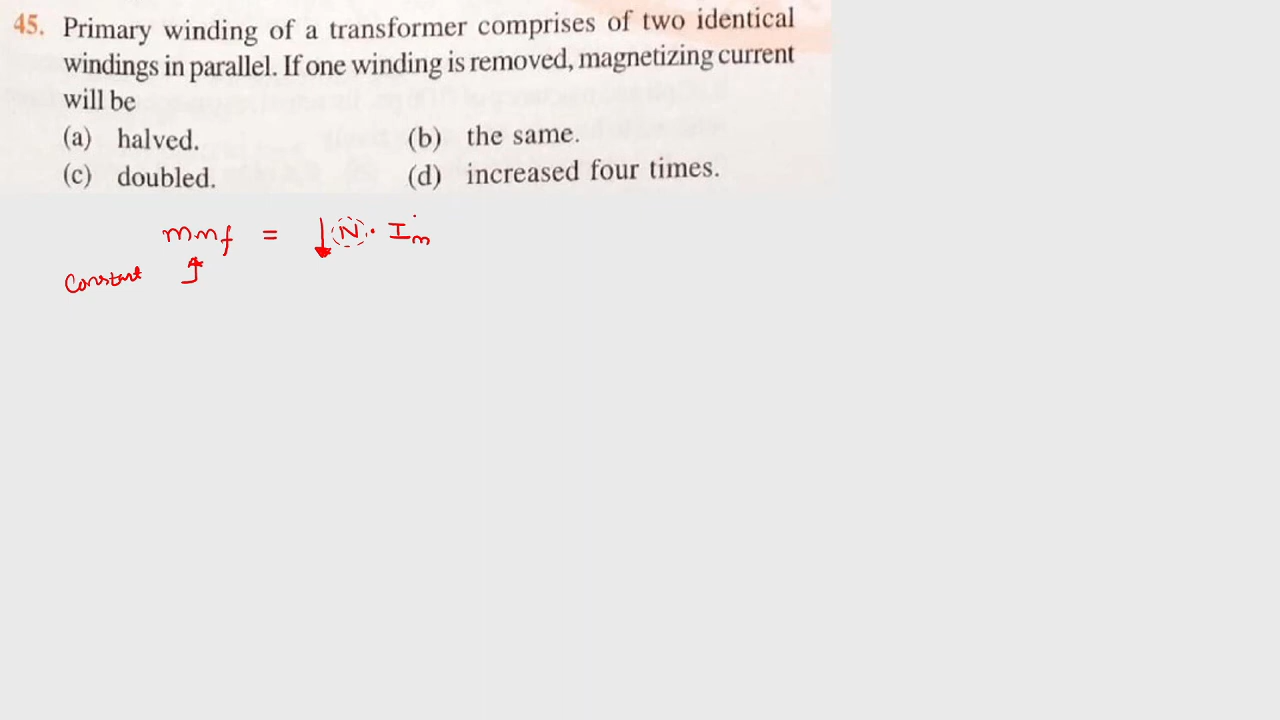 45. Primary winding of a transformer comprises of two identical
windings in parallel. If one winding is removed, magnetizing current
will be
(a) halved. (b) the same.
(c) doubled. (d) increased four times.
mmf = ↓(N). Im
Constant ↑